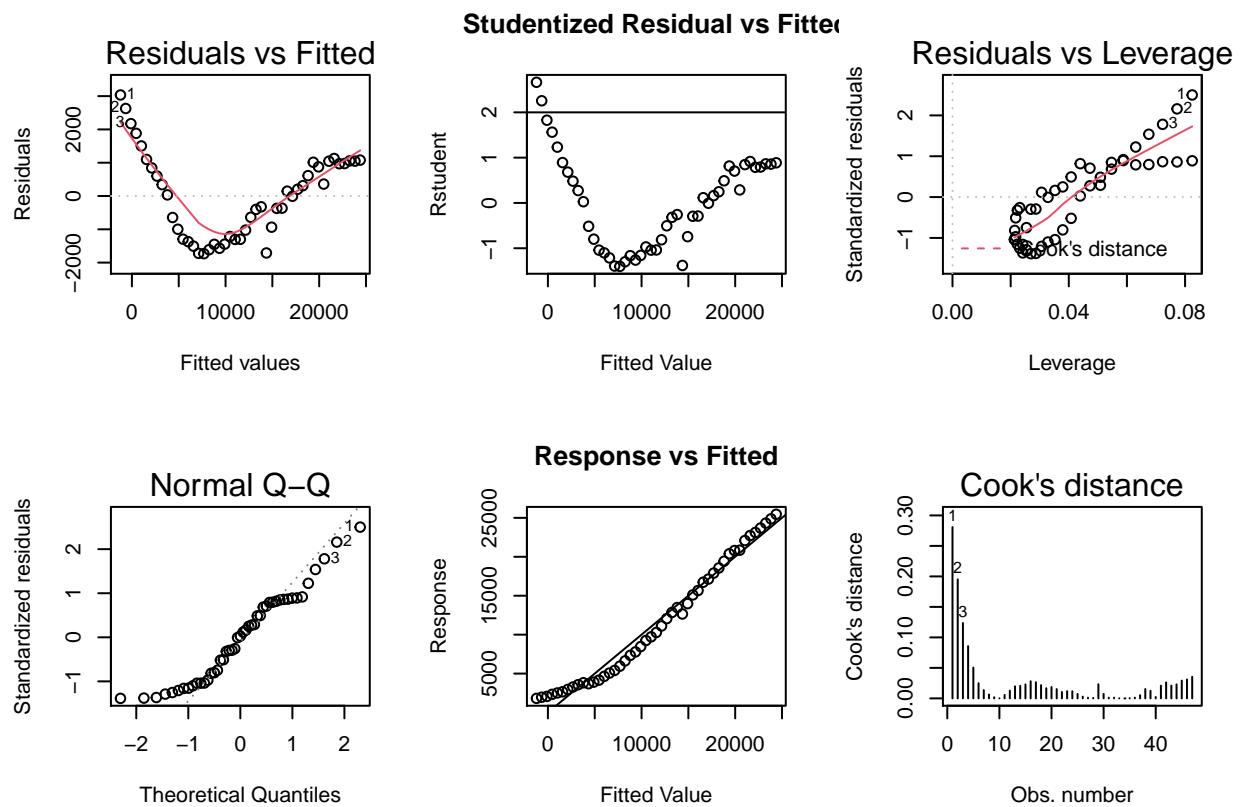 Residuals vs Fitted
Residuals
2000
0
−2000
1
2
3
0
10000
20000
Fitted values
Studentized Residual vs Fitte
Rstudent
2
1
0
−1
0
10000
20000
Fitted Value
Residuals vs Leverage
Standardized residuals
2
1
0
−1
1
2
3
ok's distance
0.00
0.04
0.08
Leverage
Normal Q−Q
Standardized residuals
2
1
0
−1
1
2
3
−2
−1
0
1
2
Theoretical Quantiles
Response vs Fitted
Response
25000
15000
5000
0
10000
20000
Fitted Value
Cook's distance
Cook's distance
0.30
0.20
0.10
0.00
1
2
3
0
10
20
30
40
Obs. number